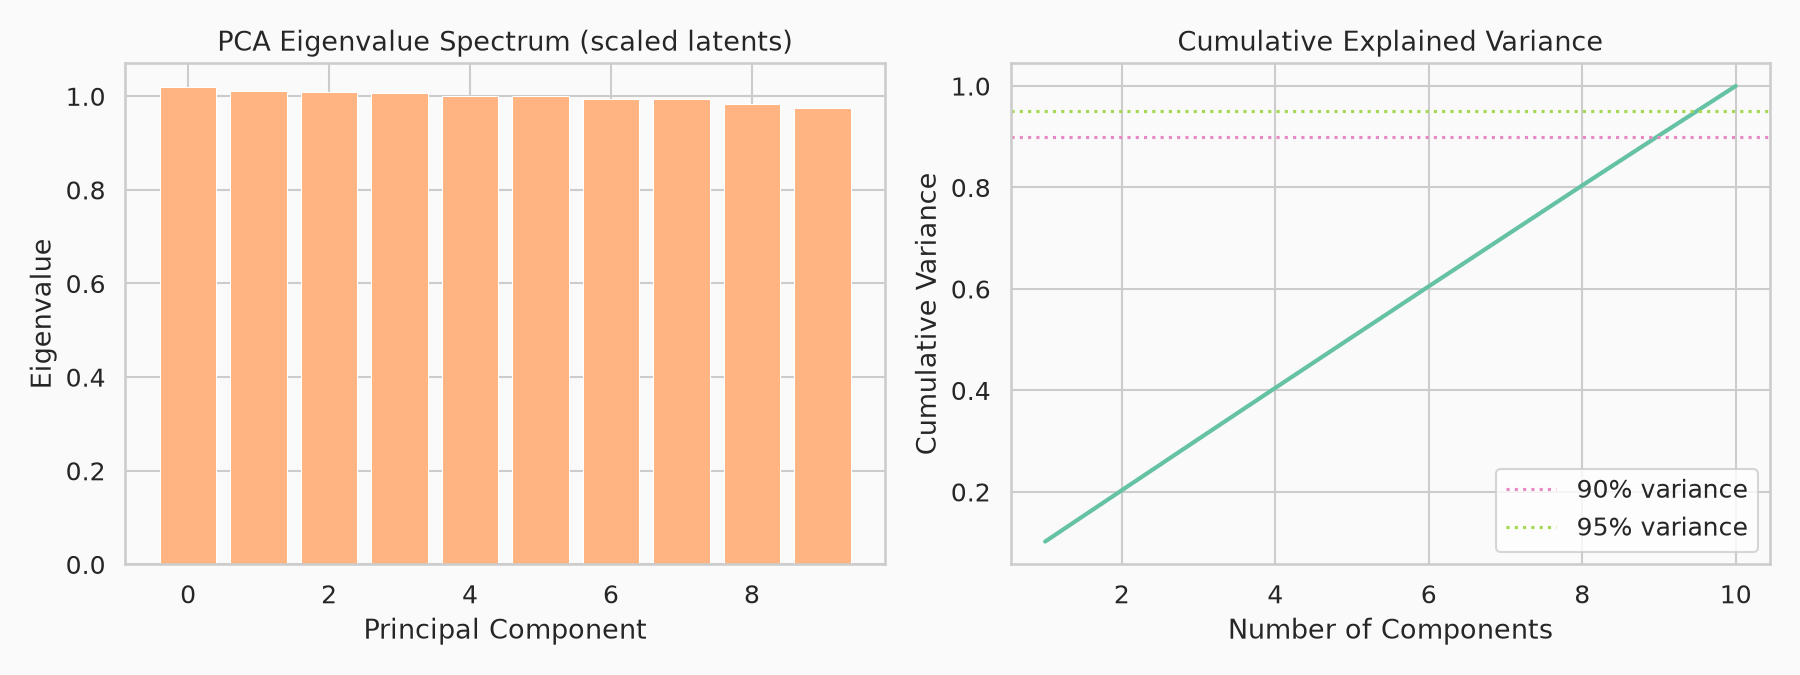 PCA Eigenvalue Spectrum (scaled latents)
Eigenvalue
1.0
0.8
0.6
0.4
0.2
0.0
0 2 4 6 8
Principal Component
Cumulative Explained Variance
Cumulative Variance
1.0
0.8
0.6
0.4
0.2
90% variance
95% variance
2 4 6 8 10
Number of Components